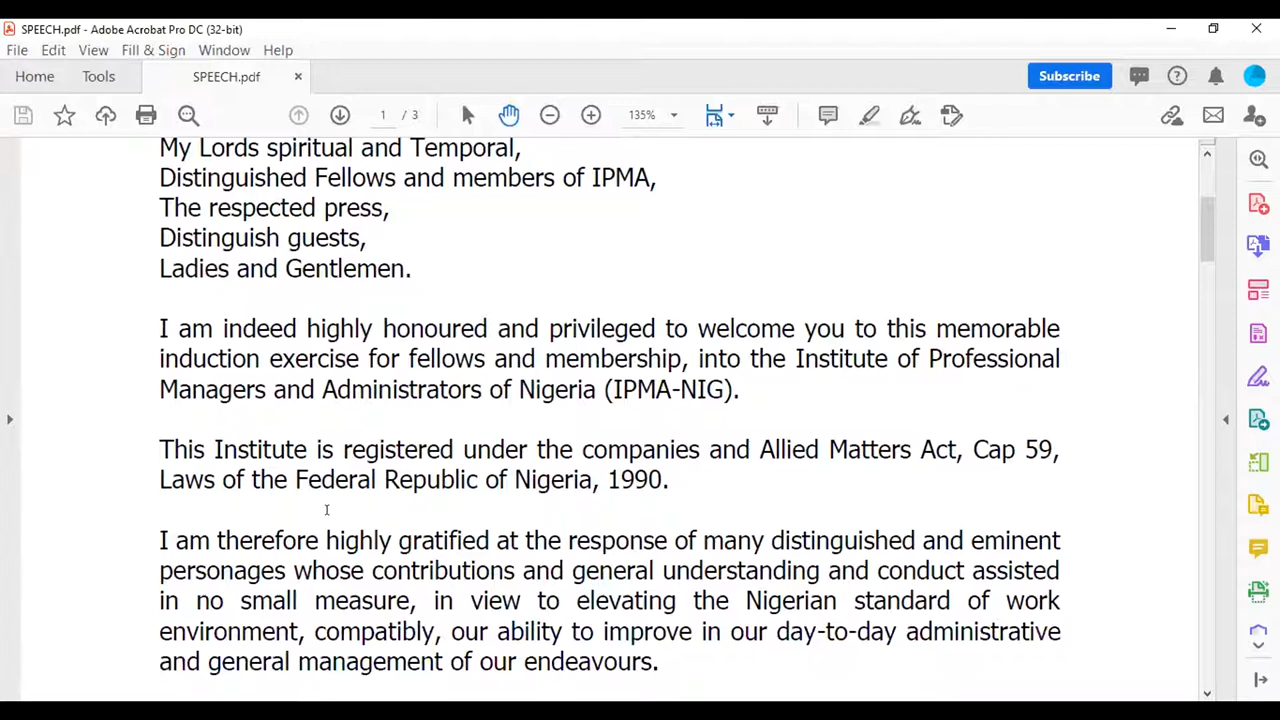 SPEECH.pdf - Adobe Acrobat Pro DC (32-bit)
File Edit View Fill & Sign Window Help
Home Tools SPEECH.pdf × Subscribe
1 / 3 135%
My Lords spiritual and Temporal,
Distinguished Fellows and members of IPMA,
The respected press,
Distinguish guests,
Ladies and Gentlemen.
I am indeed highly honoured and privileged to welcome you to this memorable
induction exercise for fellows and membership, into the Institute of Professional
Managers and Administrators of Nigeria (IPMA-NIG).
This Institute is registered under the companies and Allied Matters Act, Cap 59,
Laws of the Federal Republic of Nigeria, 1990.
I am therefore highly gratified at the response of many distinguished and eminent
personages whose contributions and general understanding and conduct assisted
in no small measure, in view to elevating the Nigerian standard of work
environment, compatibly, our ability to improve in our day-to-day administrative
and general management of our endeavours.